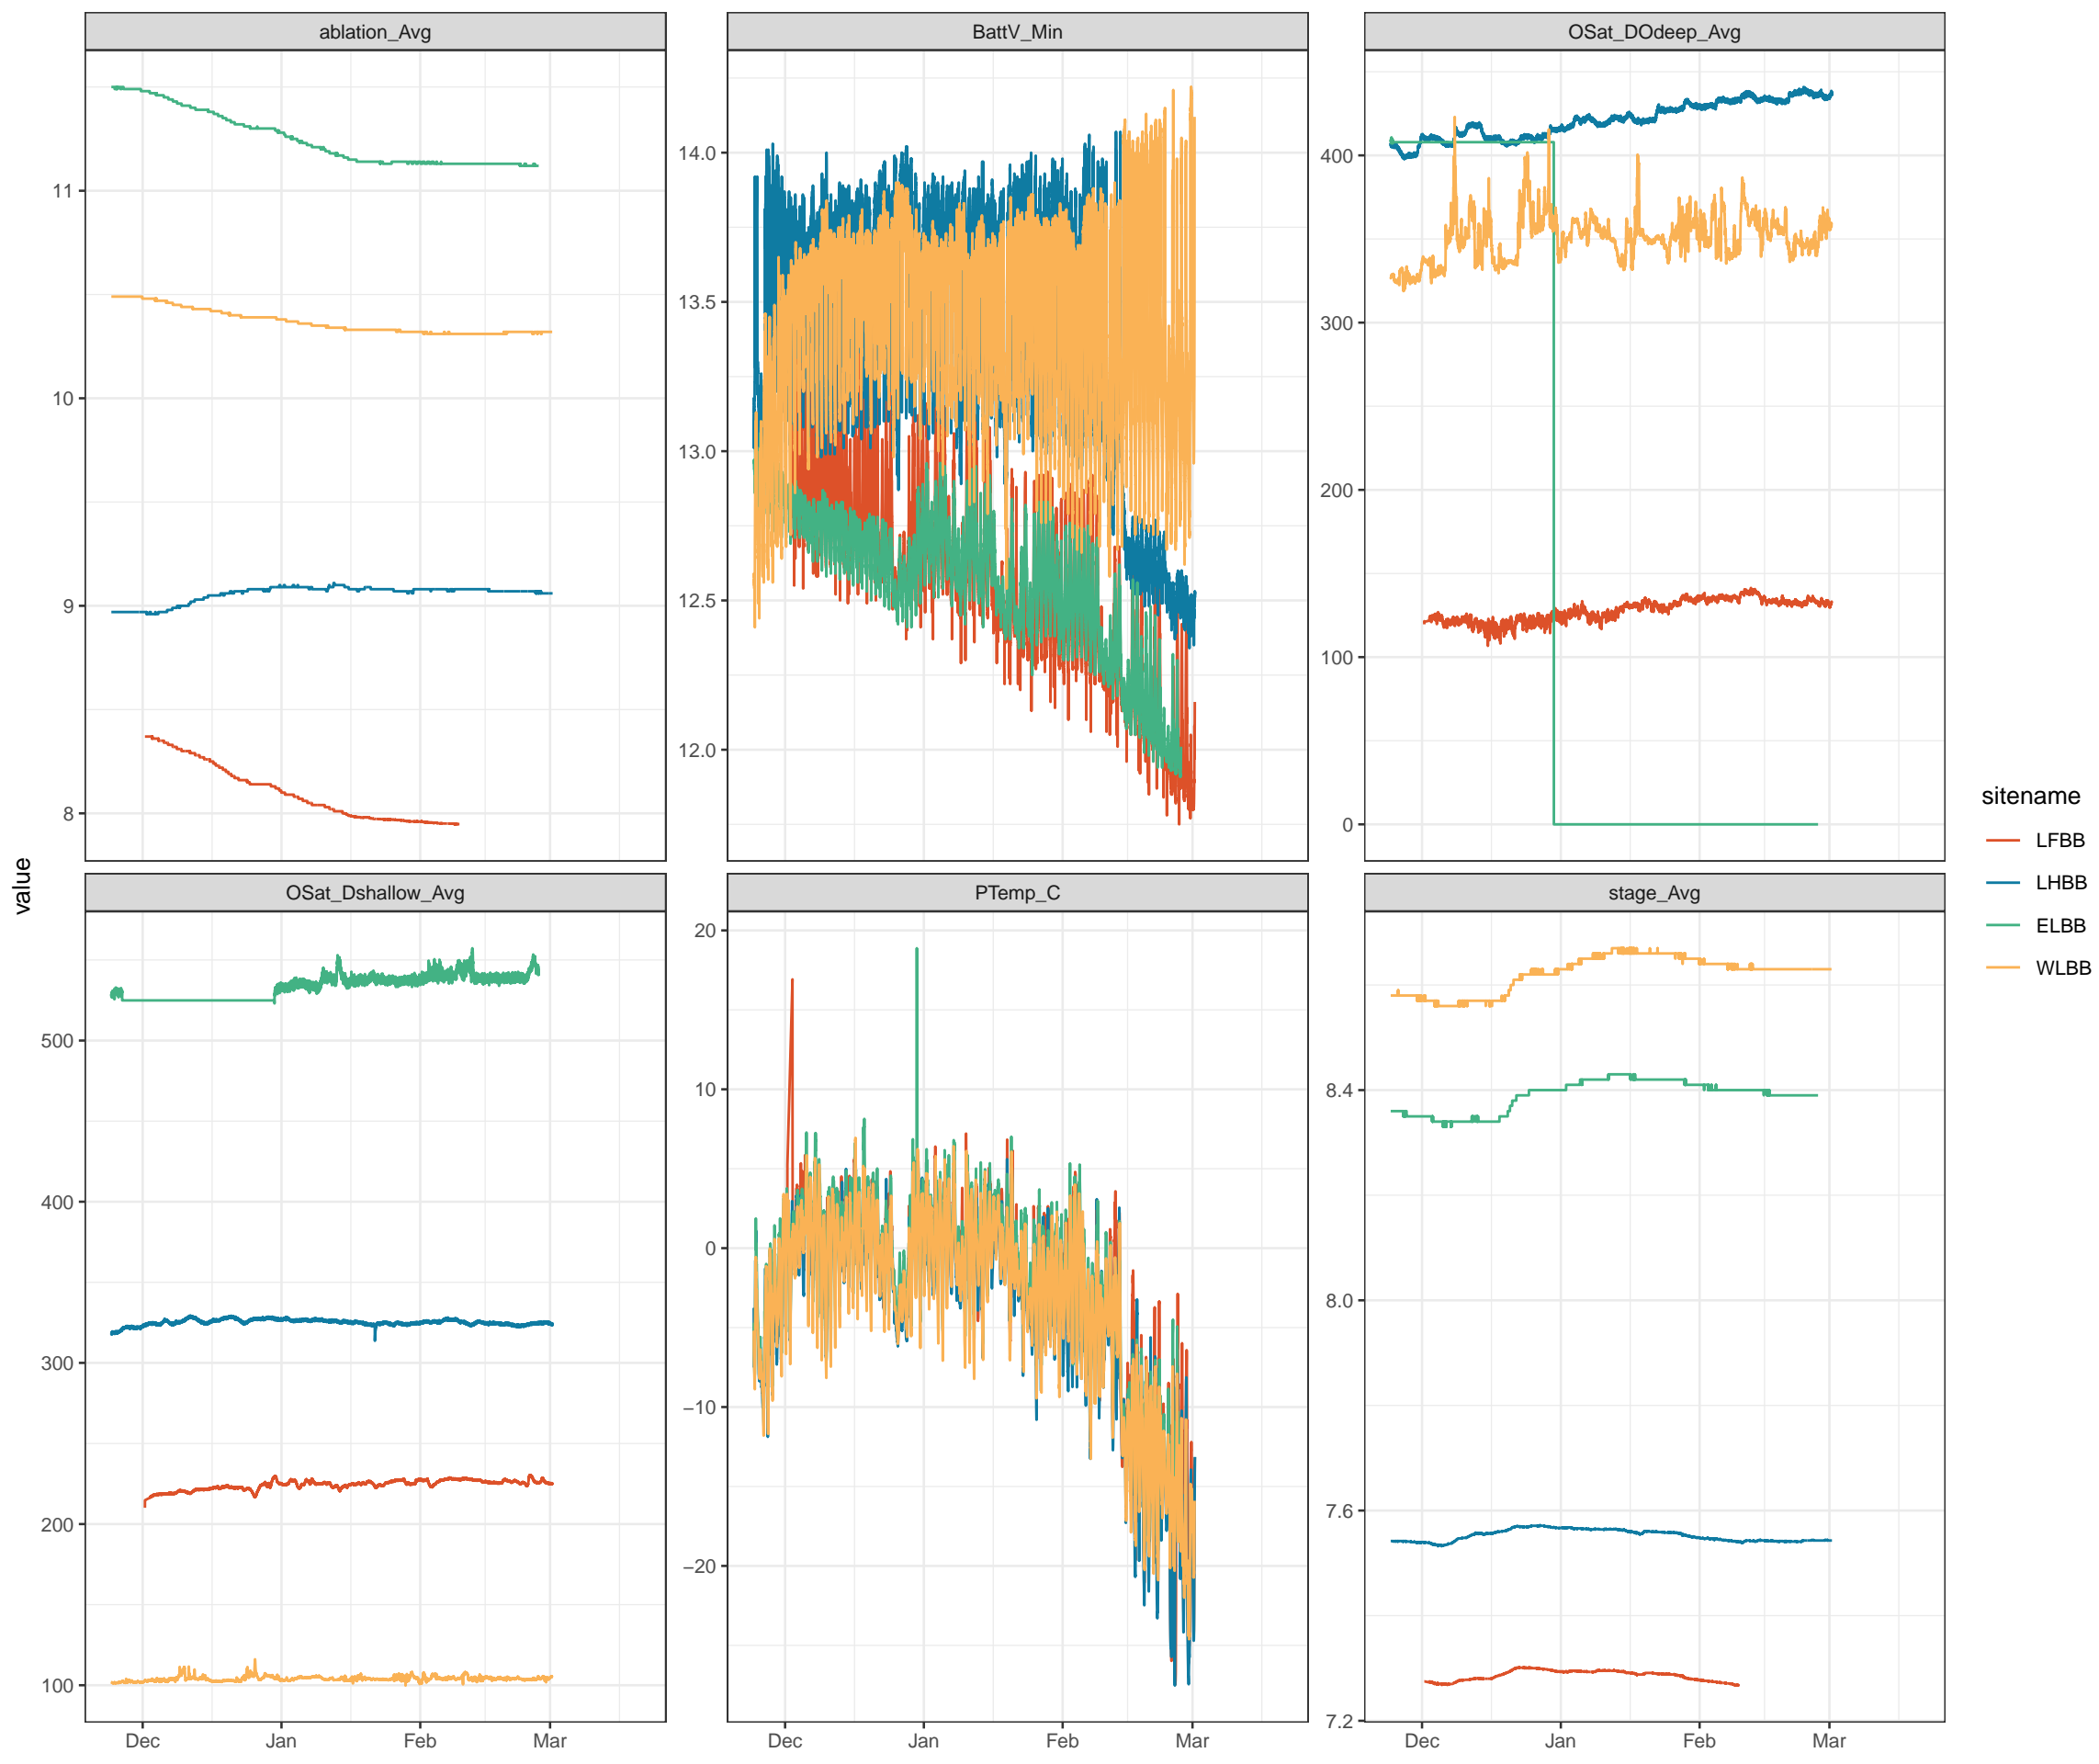 ablation_Avg
BattV_Min
OSat_DOdeep_Avg
11
10
9
8
14.0
13.5
13.0
12.5
12.0
400
300
200
100
0
value
OSat_Dshallow_Avg
PTemp_C
stage_Avg
500
400
300
200
100
20
10
0
−10
−20
8.4
8.0
7.6
7.2
Dec Jan Feb Mar
Dec Jan Feb Mar
Dec Jan Feb Mar
sitename
LFBB
LHBB
ELBB
WLBB